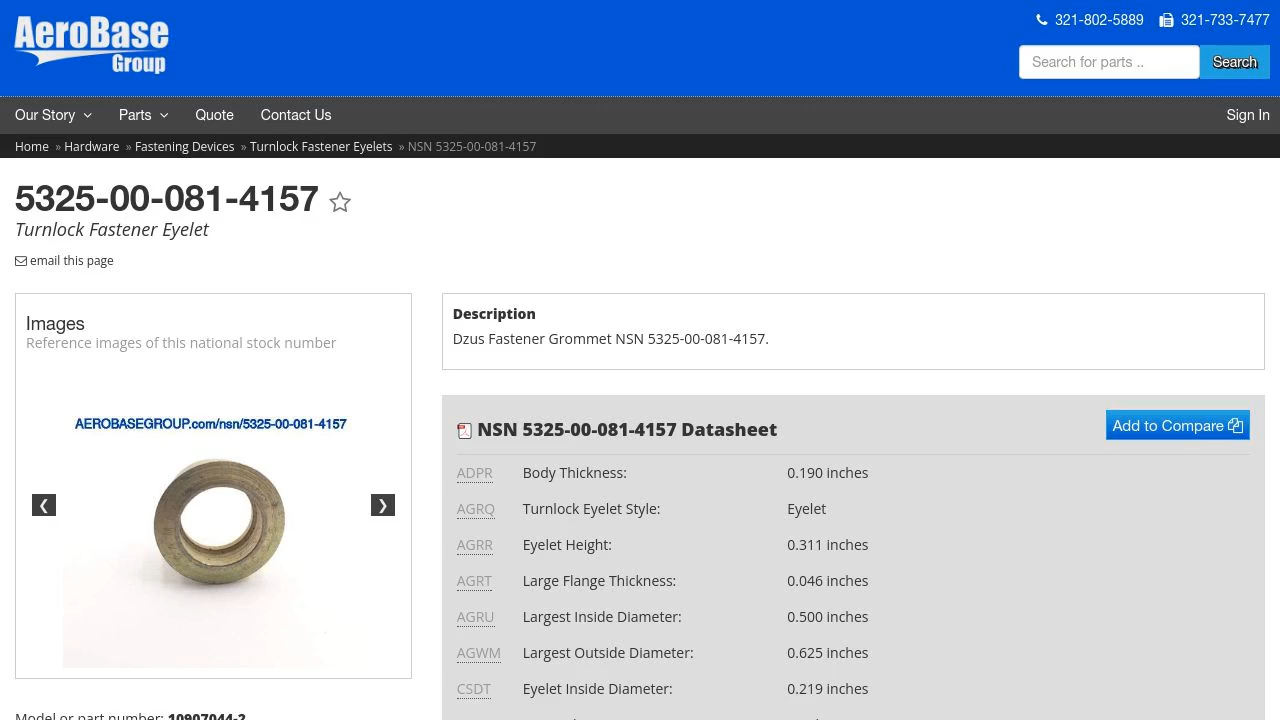 AeroBase
Group
321-802-5889 321-733-7477
Search for parts .. Search
Our Story Parts Quote Contact Us Sign In
Home » Hardware » Fastening Devices » Turnlock Fastener Eyelets » NSN 5325-00-081-4157
5325-00-081-4157
Turnlock Fastener Eyelet
email this page
Images
Reference images of this national stock number
AEROBASEGROUP.com/nsn/5325-00-081-4157
Description
Dzus Fastener Grommet NSN 5325-00-081-4157.
NSN 5325-00-081-4157 Datasheet Add to Compare
ADPR Body Thickness: 0.190 inches
AGRQ Turnlock Eyelet Style: Eyelet
AGRR Eyelet Height: 0.311 inches
AGRT Large Flange Thickness: 0.046 inches
AGRU Largest Inside Diameter: 0.500 inches
AGWM Largest Outside Diameter: 0.625 inches
CSDT Eyelet Inside Diameter: 0.219 inches
Model or part number: 10907044-2